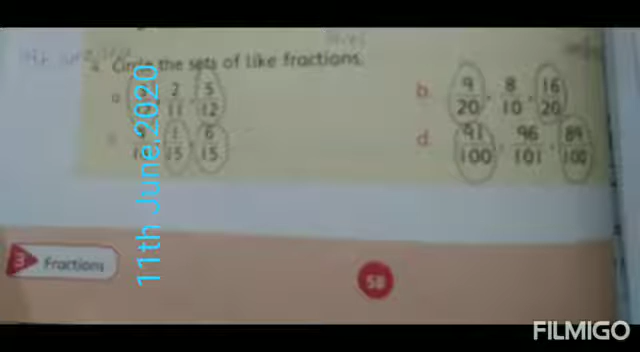 Circle the sets of like fractions.
a 2/11, 5/12
b. 9/20, 8/10, 16/20
1/15, 6/15
d. 91/100, 96/101, 89/100
11th June,2020
3 Fractions
58
FILMIGO